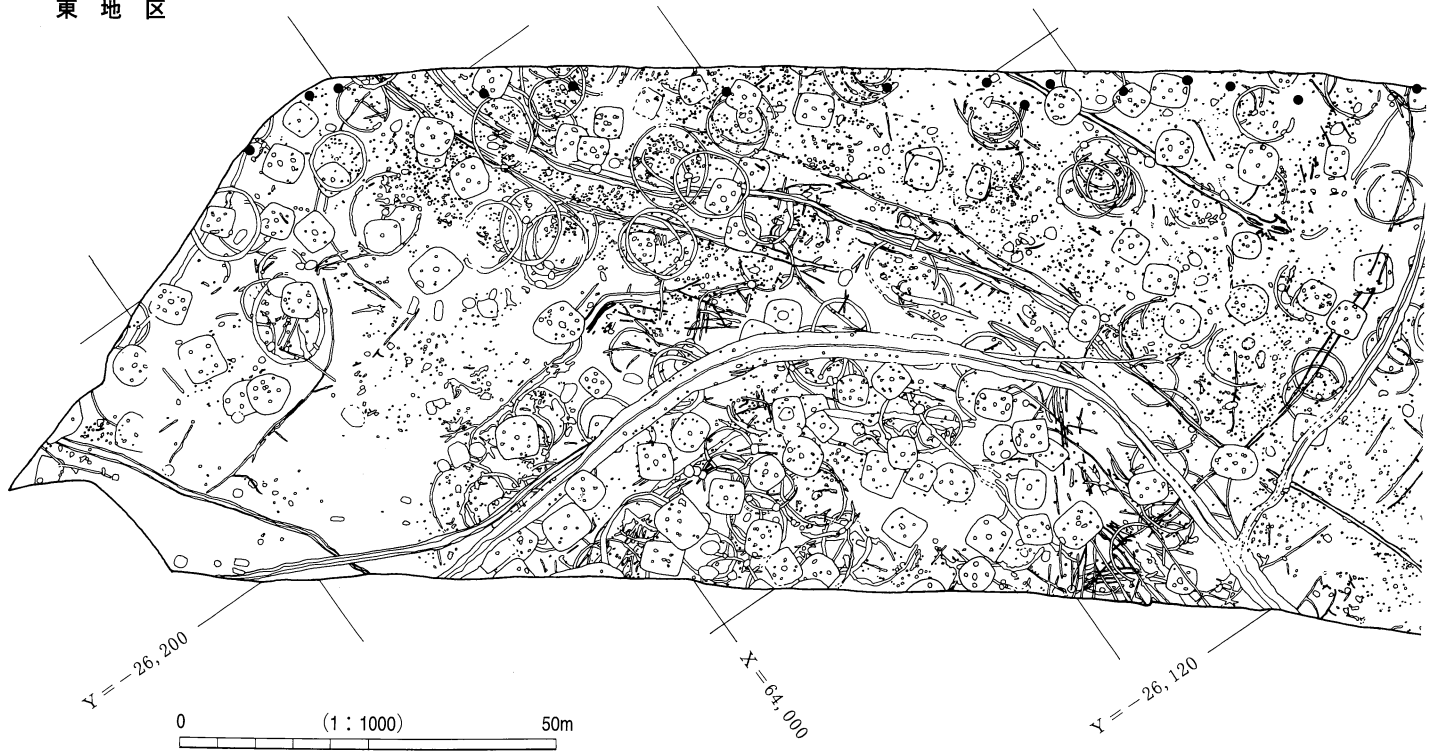 東 地 区
Y = −26, 200
X = 64, 000
Y = −26, 120
0 (1：1000) 50m